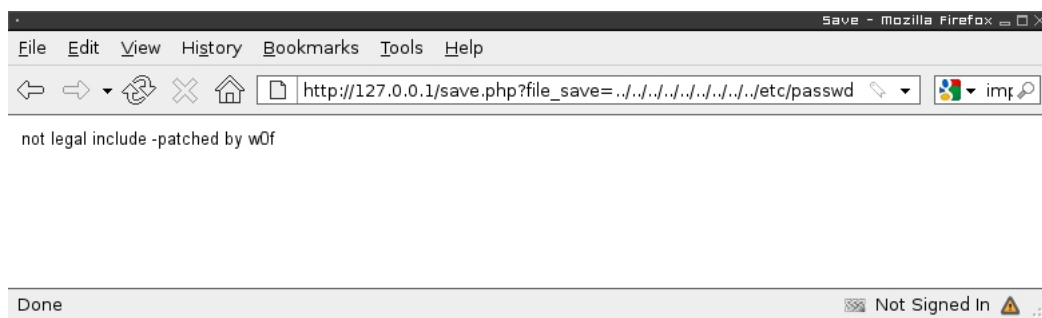 Save - Mozilla Firefox
File Edit View History Bookmarks Tools Help
http://127.0.0.1/save.php?file_save=../../../../../../../../../etc/passwd imp
not legal include -patched by w0f
Done Not Signed In